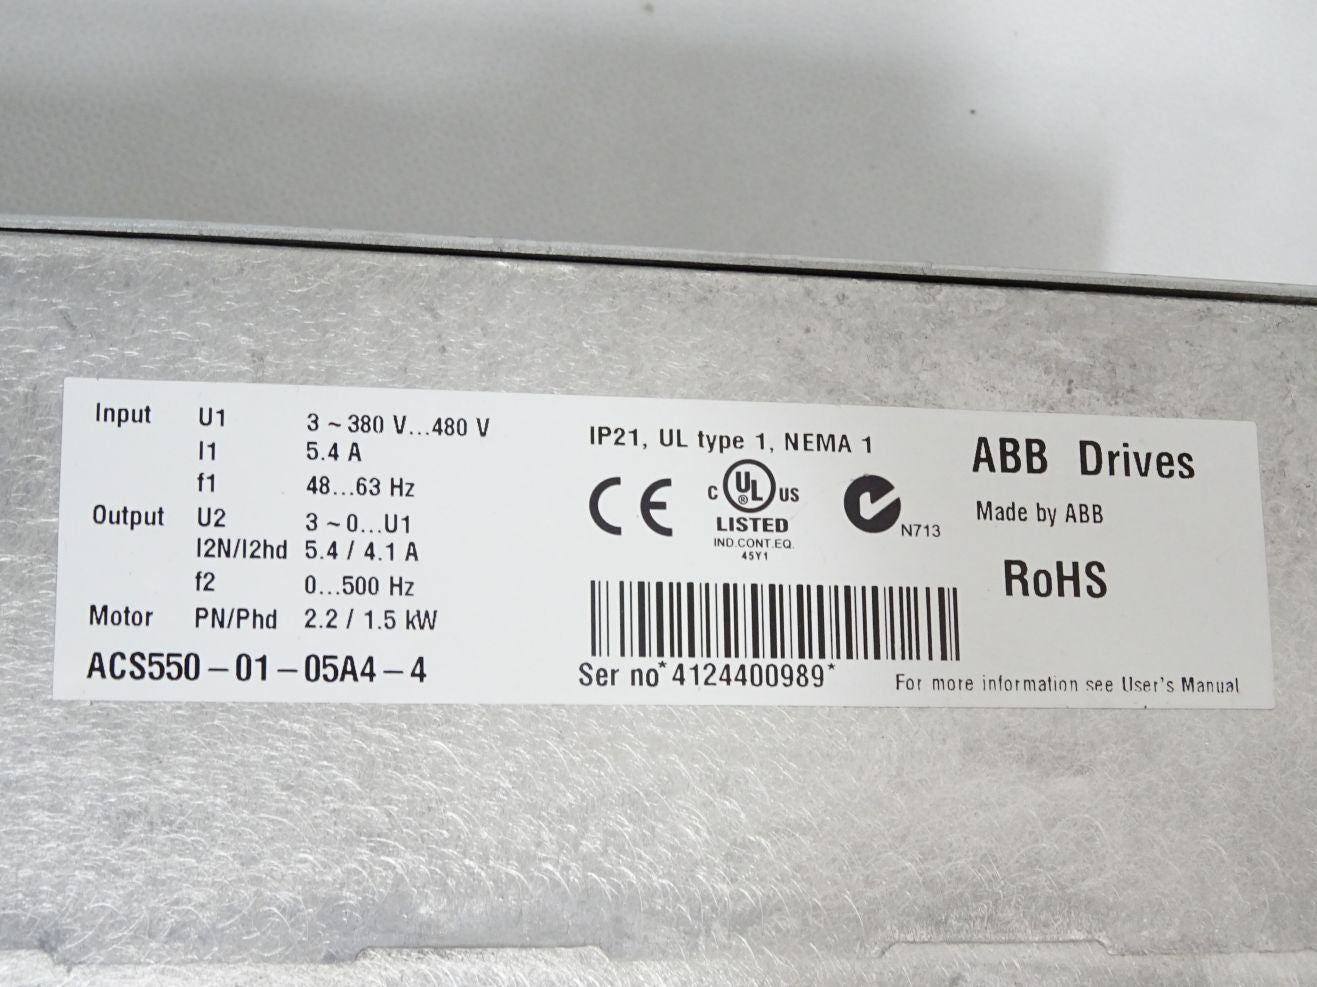 Input U1 3 ~ 380 V...480 V
I1 5.4 A
f1 48...63 Hz
Output U2 3 ~ 0...U1
I2N/I2hd 5.4 / 4.1 A
f2 0...500 Hz
Motor PN/Phd 2.2 / 1.5 kW
ACS550 – 01 – 05A4 – 4
IP21, UL type 1, NEMA 1
CE
C UL ® US
LISTED
IND.CONT.EQ.
45Y1
N713
Ser no*4124400989*
ABB Drives
Made by ABB
RoHS
For more information see User's Manual